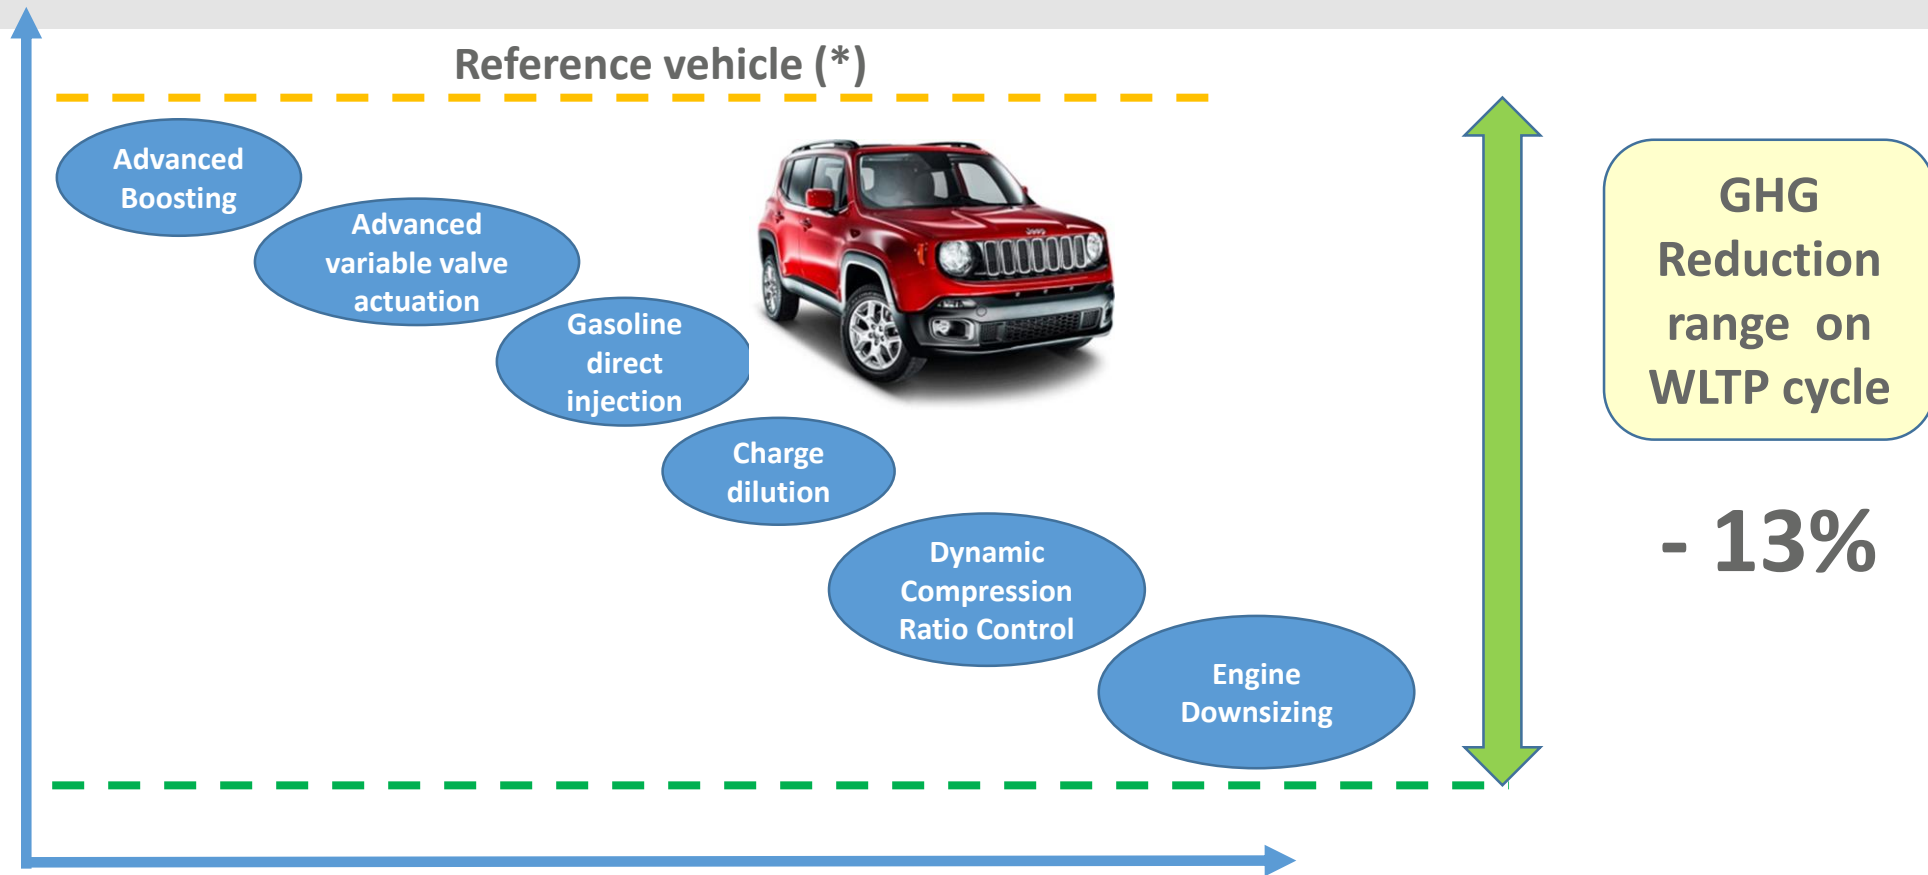 Reference vehicle (*)
Advanced
Boosting
Advanced
variable valve
actuation
Gasoline
direct
injection
Charge
dilution
Dynamic
Compression
Ratio Control
Engine
Downsizing
Jeep
GHG
Reduction
range on
WLTP cycle
- 13%